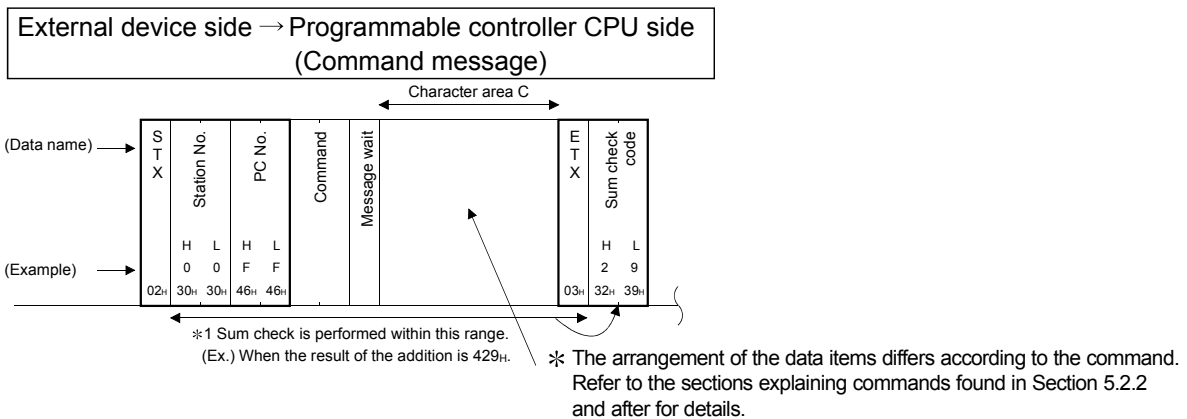 External device side → Programmable controller CPU side
(Command message)
Character area C
(Data name)
STX
Station No.
PC No.
Command
Message wait
ETX
Sum check code
H L H L H L
(Example)
0 0 F F 2 9
02H 30H 30H 46H 46H 03H 32H 39H
*1 Sum check is performed within this range.
(Ex.) When the result of the addition is 429H.
* The arrangement of the data items differs according to the command.
Refer to the sections explaining commands found in Section 5.2.2
and after for details.